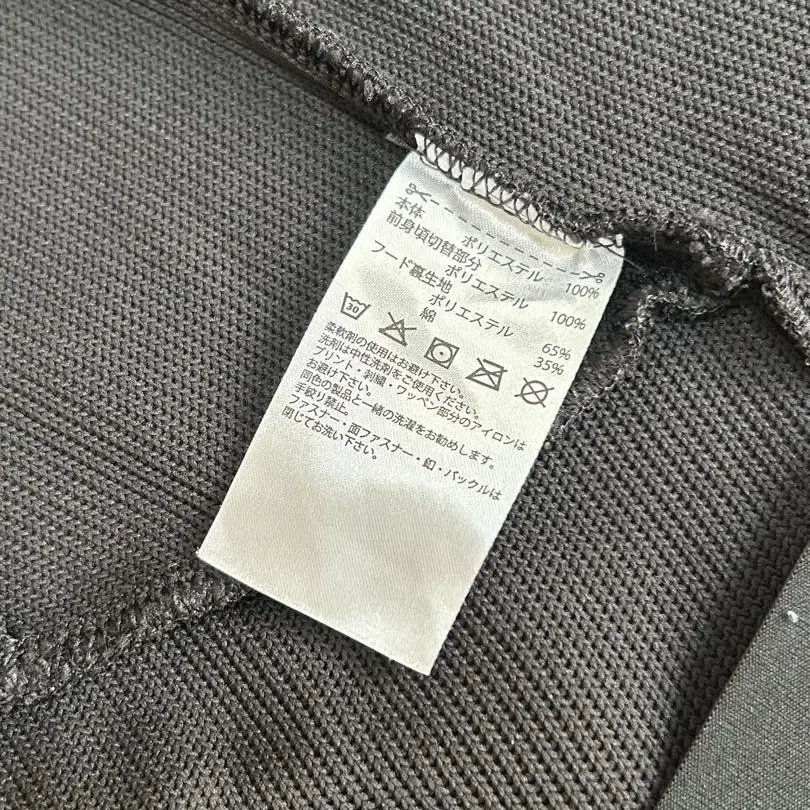 本体
ポリエステル 100%
前身頃切替部分
ポリエステル 100%
フード裏生地
ポリエステル 65%
綿 35%
30
柔軟剤の使用はお避け下さい。
洗剤は中性洗剤をご使用ください。
プリント・刺繍・ワッペン部分のアイロンは
お避け下さい。
同色の製品と一緒の洗濯をお勧めします。
手絞り禁止。
ファスナー・面ファスナー・釦・バックルは
閉じてお洗い下さい。